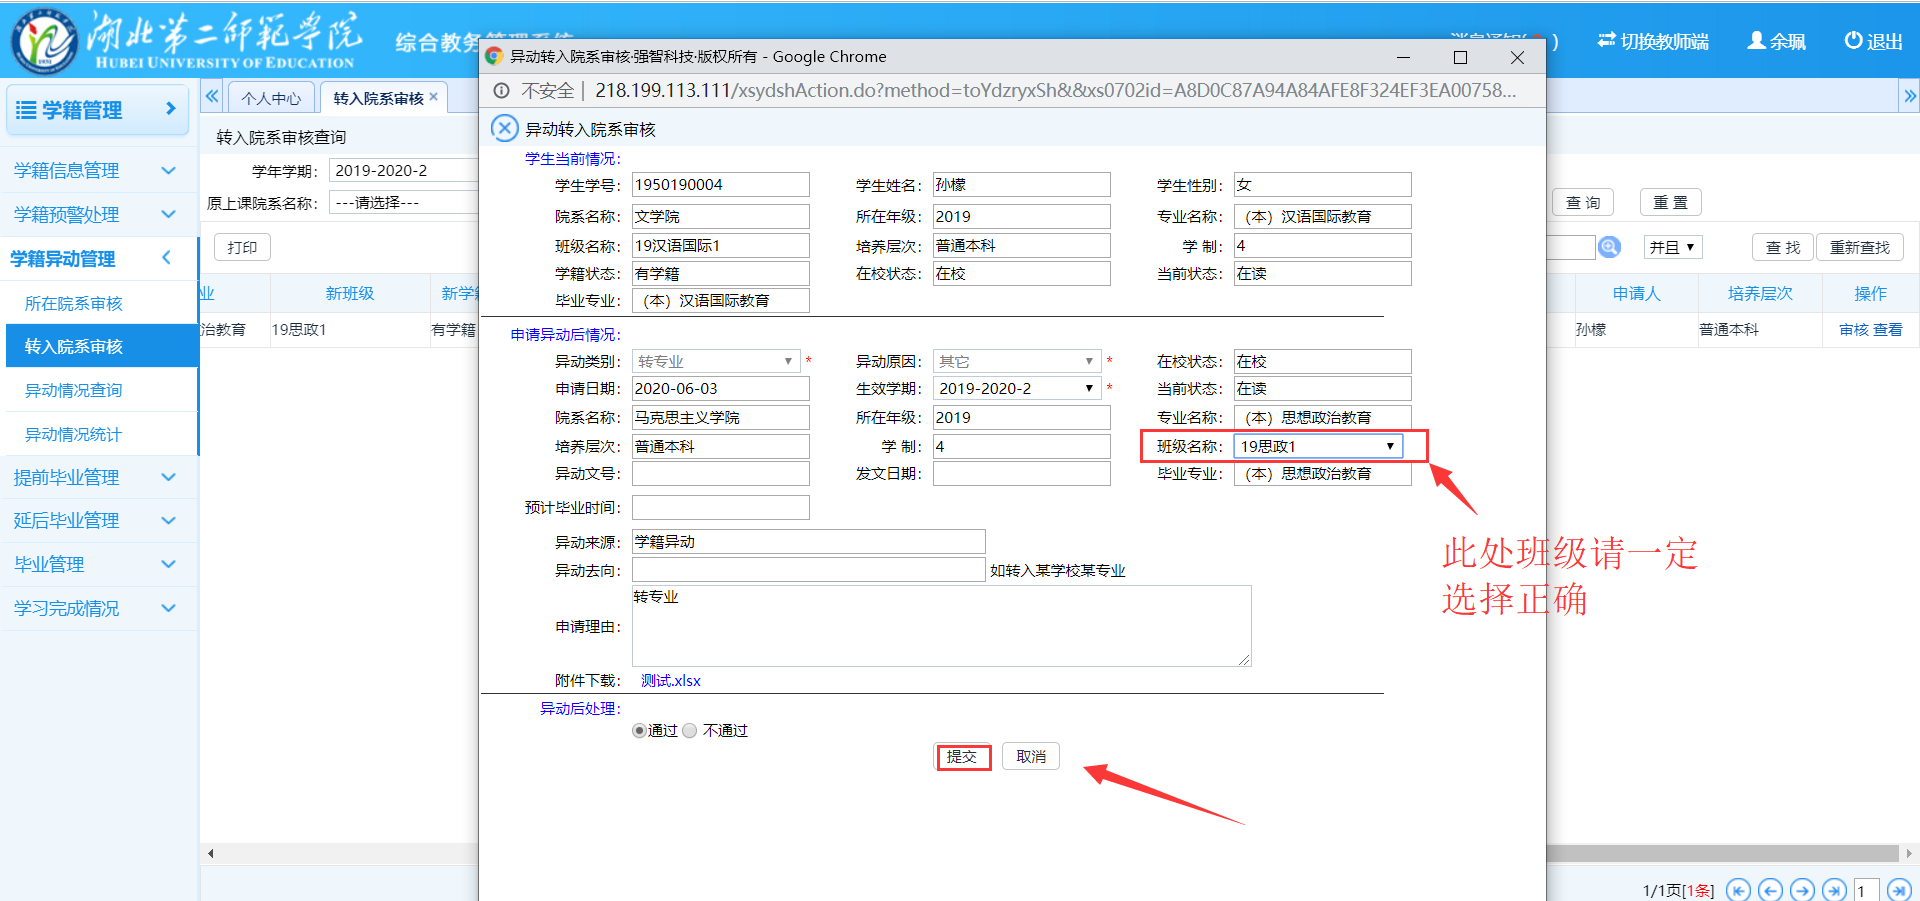 湖北第二师范学院
HUBEI UNIVERSITY OF EDUCATION
综合教务
切换教师端
余珮
退出
异动转入院系审核·强智科技·版权所有 - Google Chrome
不安全 | 218.199.113.111/xsydshAction.do?method=toYdzryxSh&&xs0702id=A8D0C87A94A84AFE8F324EF3EA00758...
学籍管理
个人中心
转入院系审核
学籍信息管理
学籍预警处理
学籍异动管理
所在院系审核
转入院系审核
异动情况查询
异动情况统计
提前毕业管理
延后毕业管理
毕业管理
学习完成情况
转入院系审核查询
学年学期: 2019-2020-2
原上课院系名称: ---请选择---
查 询 重 置
打印
并且 查 找 重新查找
业 新班级 新学 申请人 培养层次 操作
治教育 19思政1 有学籍 孙檬 普通本科 审核 查看
异动转入院系审核
学生当前情况:
学生学号: 1950190004 学生姓名: 孙檬 学生性别: 女
院系名称: 文学院 所在年级: 2019 专业名称: （本）汉语国际教育
班级名称: 19汉语国际1 培养层次: 普通本科 学 制: 4
学籍状态: 有学籍 在校状态: 在校 当前状态: 在读
毕业专业: （本）汉语国际教育
申请异动后情况:
异动类别: 转专业 * 异动原因: 其它 * 在校状态: 在校
申请日期: 2020-06-03 生效学期: 2019-2020-2 * 当前状态: 在读
院系名称: 马克思主义学院 所在年级: 2019 专业名称: （本）思想政治教育
培养层次: 普通本科 学 制: 4 班级名称: 19思政1
异动文号: 发文日期: 毕业专业: （本）思想政治教育
预计毕业时间:
异动来源: 学籍异动
异动去向: 如转入某学校某专业
申请理由: 转专业
附件下载: 测试.xlsx
异动后处理:
通过 不通过
提交 取消
此处班级请一定
选择正确
1/1页[1条] 1